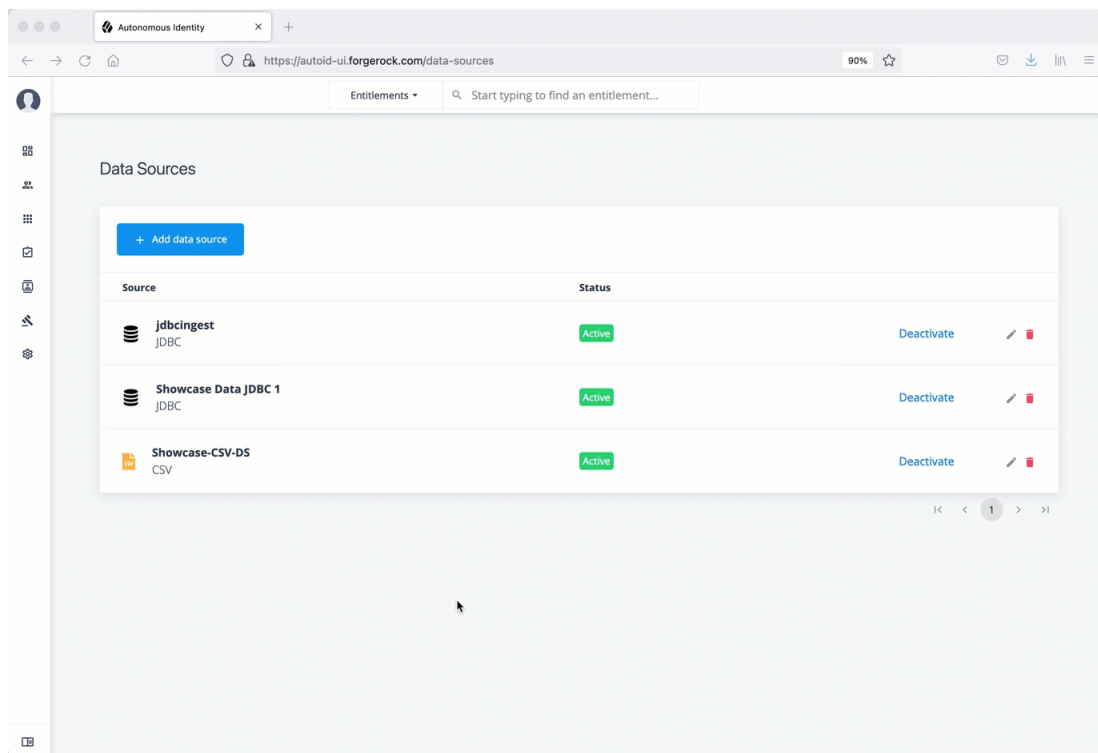 Autonomous Identity
https://autoid-ui.forgerock.com/data-sources
90%
Entitlements
Start typing to find an entitlement...
Data Sources
+ Add data source
Source Status
jdbcingest
JDBC
Active
Deactivate
Showcase Data JDBC 1
JDBC
Active
Deactivate
Showcase-CSV-DS
CSV
CSV
Active
Deactivate
1